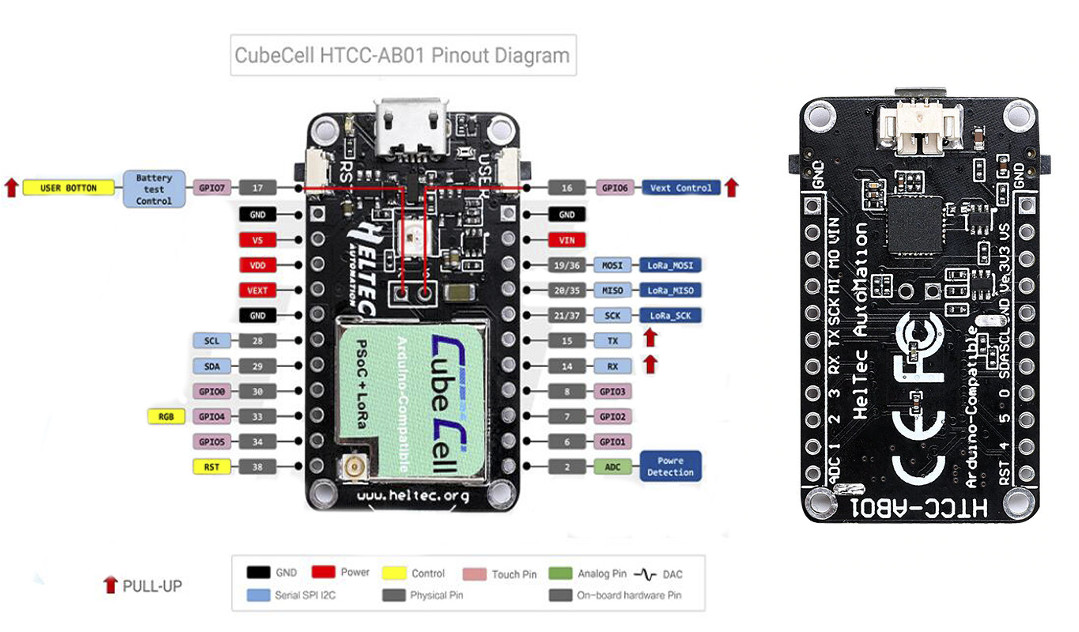 CubeCell HTCC-AB01 Pinout Diagram
USER BOTTON
Battery
test
Control
GPIO7
17
16
GPIO6
Vext Control
GND
GND
VS
VIN
VDD
19/36
MOSI
LoRa_MOSI
VEXT
20/35
MISO
LoRa_MISO
GND
21/37
SCK
LoRa_SCK
SCL
28
15
TX
SDA
29
14
RX
GPIO0
30
8
GPIO3
RGB
GPIO4
33
7
GPIO2
GPIO5
34
6
GPIO1
RST
38
2
ADC
Powre
Detection
RST
USER
HELTEC
AUTOMATION
Cube Cell
Arduino-Compatible
PSoC + LoRa
www.heltec.org
PULL-UP
GND
Power
Control
Touch Pin
Analog Pin
DAC
Serial SPI I2C
Physical Pin
On-board hardware Pin
GND
GND
ADC 1 2 3 RX TX SCK MI MO VIN
HelTec AutoMation
CE FC
Arduino-Compatible
RST 4 5 0 SDA SCL GND Ve 3V3 VS
HTCC-AB01